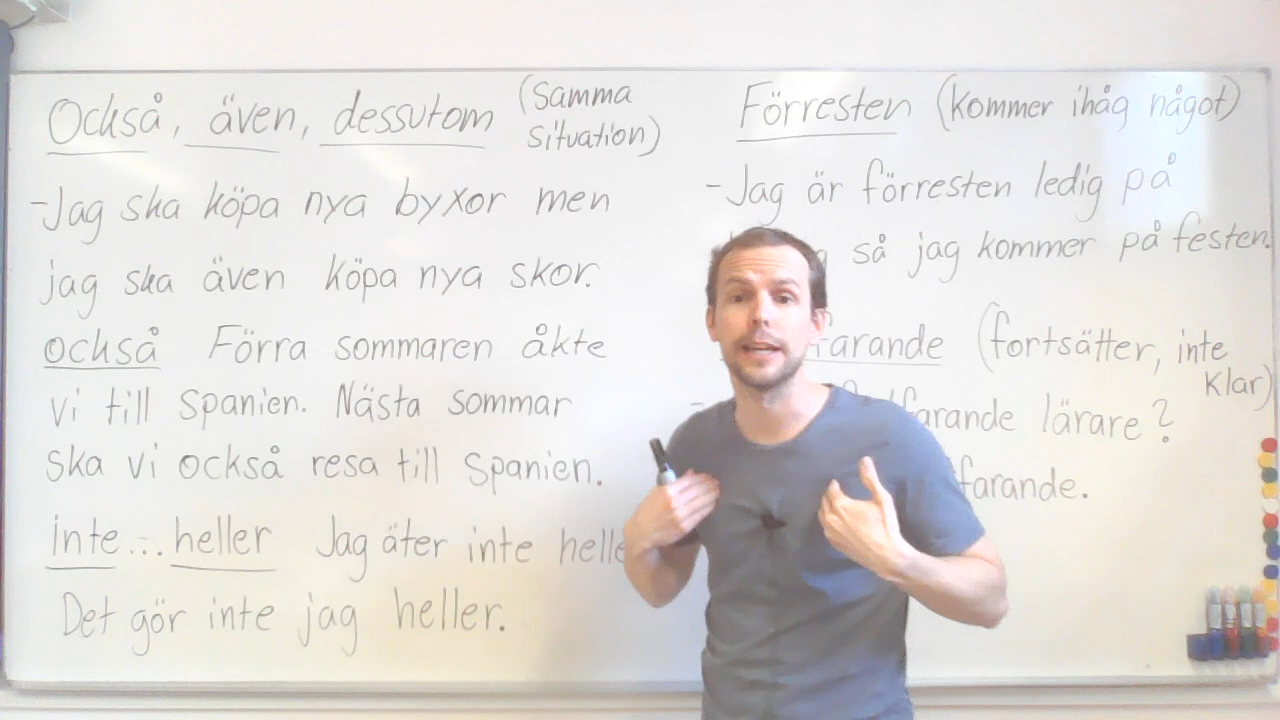 Också, även, dessutom (samma
situation)
-Jag ska köpa nya byxor men
jag ska även köpa nya skor.
också Förra sommaren åkte
vi till Spanien. Nästa sommar
ska vi också resa till Spanien.
inte...heller Jag äter inte
Det gör inte jag heller.
Förresten (kommer ihåg något)
-Jag är förresten ledig på
så jag kommer på festen.
farande (fortsätter, inte
klar)
farande lärare?
farande.